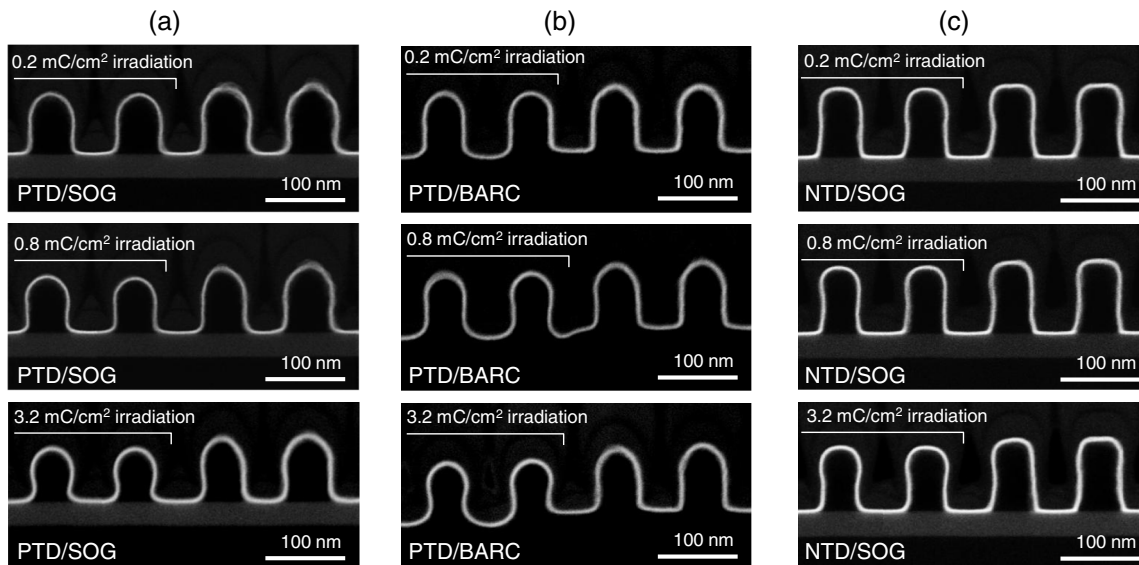 (a)
(b)
(c)
0.2 mC/cm² irradiation
100 nm
PTD/SOG
0.2 mC/cm² irradiation
100 nm
PTD/BARC
0.2 mC/cm² irradiation
100 nm
NTD/SOG
0.8 mC/cm² irradiation
100 nm
PTD/SOG
0.8 mC/cm² irradiation
100 nm
PTD/BARC
0.8 mC/cm² irradiation
100 nm
NTD/SOG
3.2 mC/cm² irradiation
100 nm
PTD/SOG
3.2 mC/cm² irradiation
100 nm
PTD/BARC
3.2 mC/cm² irradiation
100 nm
NTD/SOG